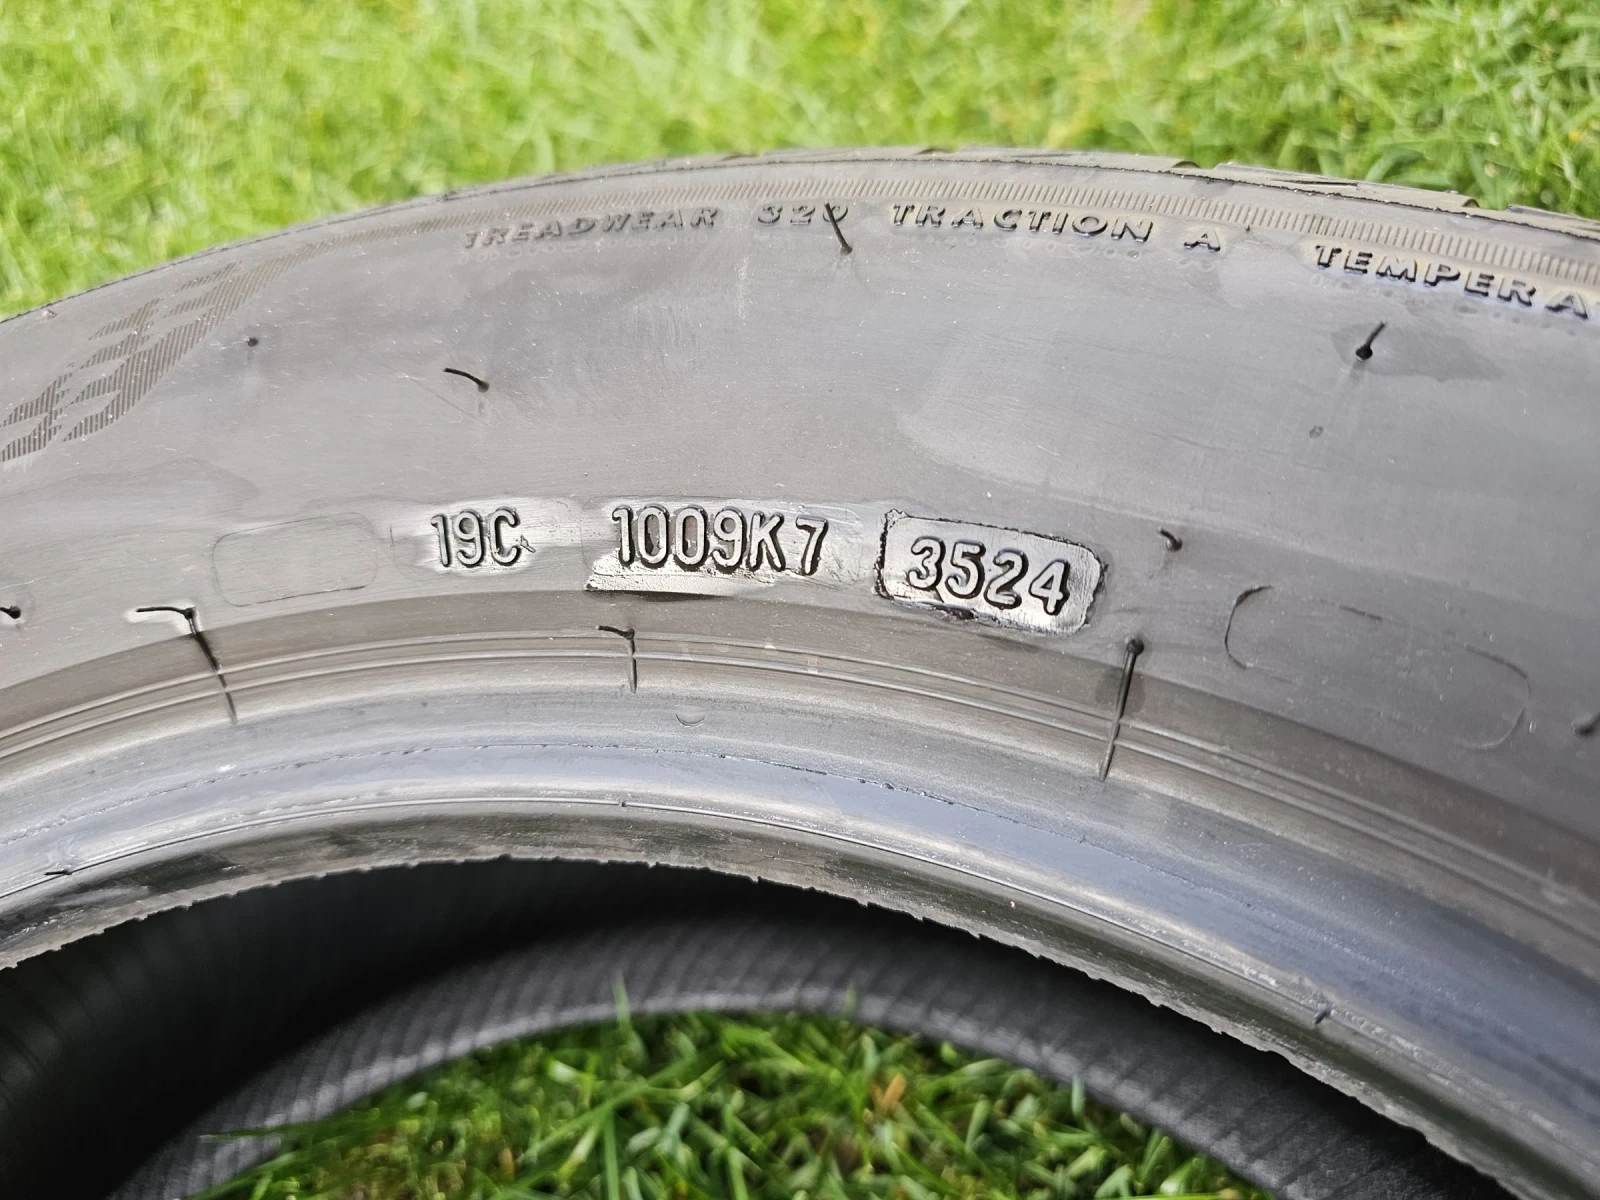 TREADWEAR 320 TRACTION A TEMPERA
19C 1009K7 3524